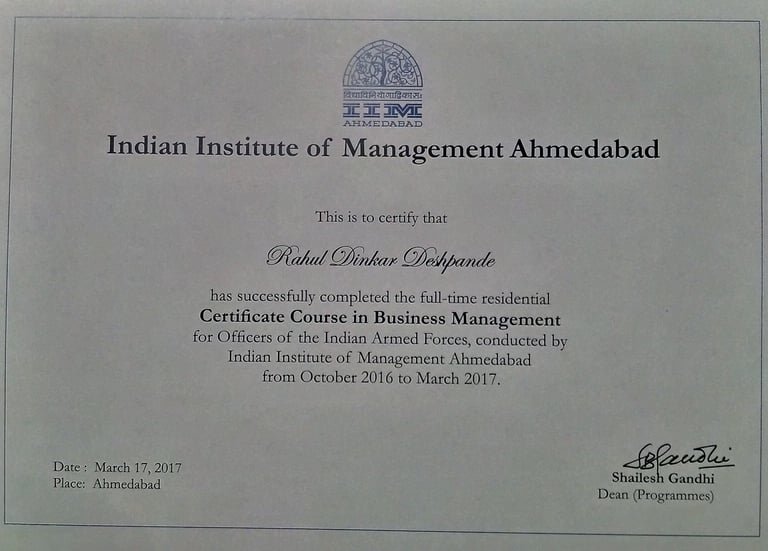 IIM
AHMEDABAD
Indian Institute of Management Ahmedabad
This is to certify that
Rahul Dinkar Deshpande
has successfully completed the full-time residential
Certificate Course in Business Management
for Officers of the Indian Armed Forces, conducted by
Indian Institute of Management Ahmedabad
from October 2016 to March 2017.
Date : March 17, 2017
Place: Ahmedabad
SBGandhi
Shailesh Gandhi
Dean (Programmes)